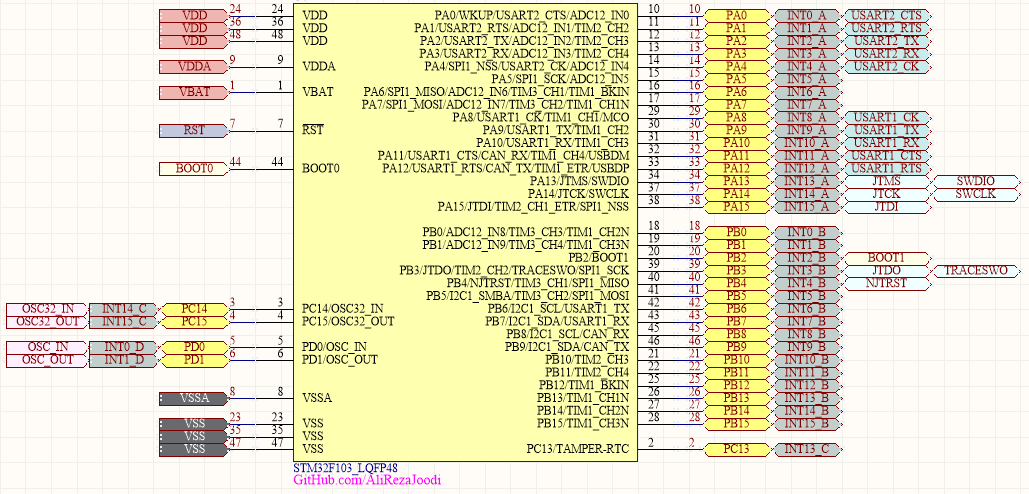 VDD 24 24 VDD PA0/WKUP/USART2_CTS/ADC12_IN0 10 10 PA0 INT0_A USART2_CTS
VDD 36 36 VDD PA1/USART2_RTS/ADC12_IN1/TIM2_CH2 11 11 PA1 INT1_A USART2_RTS
VDD 48 48 VDD PA2/USART2_TX/ADC12_IN2/TIM2_CH3 12 12 PA2 INT2_A USART2_TX
PA3/USART2_RX/ADC12_IN3/TIM2_CH4 13 13 PA3 INT3_A USART2_RX
VDDA 9 9 VDDA PA4/SPI1_NSS/USART2_CK/ADC12_IN4 14 14 PA4 INT4_A USART2_CK
PA5/SPI1_SCK/ADC12_IN5 15 15 PA5 INT5_A
VBAT 1 1 VBAT PA6/SPI1_MISO/ADC12_IN6/TIM3_CH1/TIM1_BKIN 16 16 PA6 INT6_A
PA7/SPI1_MOSI/ADC12_IN7/TIM3_CH2/TIM1_CH1N 17 17 PA7 INT7_A
PA8/USART1_CK/TIM1_CH1/MCO 29 29 PA8 INT8_A USART1_CK
RST 7 7 RST PA9/USART1_TX/TIM1_CH2 30 30 PA9 INT9_A USART1_TX
PA10/USART1_RX/TIM1_CH3 31 31 PA10 INT10_A USART1_RX
PA11/USART1_CTS/CAN_RX/TIM1_CH4/USBDM 32 32 PA11 INT11_A USART1_CTS
BOOT0 44 44 BOOT0 PA12/USART1_RTS/CAN_TX/TIM1_ETR/USBDP 33 33 PA12 INT12_A USART1_RTS
PA13/JTMS/SWDIO 34 34 PA13 INT13_A JTMS SWDIO
PA14/JTCK/SWCLK 37 37 PA14 INT14_A JTCK SWCLK
PA15/JTDI/TIM2_CH1_ETR/SPI1_NSS 38 38 PA15 INT15_A JTDI
PB0/ADC12_IN8/TIM3_CH3/TIM1_CH2N 18 18 PB0 INT0_B
PB1/ADC12_IN9/TIM3_CH4/TIM1_CH3N 19 19 PB1 INT1_B
PB2/BOOT1 20 20 PB2 INT2_B BOOT1
PB3/JTDO/TIM2_CH2/TRACESWO/SPI1_SCK 39 39 PB3 INT3_B JTDO TRACESWO
PB4/NJTRST/TIM3_CH1/SPI1_MISO 40 40 PB4 INT4_B NJTRST
PB5/I2C1_SMBA/TIM3_CH2/SPI1_MOSI 41 41 PB5 INT5_B
OSC32_IN INT14_C PC14 3 3 PC14/OSC32_IN PB6/I2C1_SCL/USART1_TX 42 42 PB6 INT6_B
OSC32_OUT INT15_C PC15 4 4 PC15/OSC32_OUT PB7/I2C1_SDA/USART1_RX 43 43 PB7 INT7_B
PB8/I2C1_SCL/CAN_RX 45 45 PB8 INT8_B
OSC_IN INT0_D PD0 5 5 PD0/OSC_IN PB9/I2C1_SDA/CAN_TX 46 46 PB9 INT9_B
OSC_OUT INT1_D PD1 6 6 PD1/OSC_OUT PB10/TIM2_CH3 21 21 PB10 INT10_B
PB11/TIM2_CH4 22 22 PB11 INT11_B
PB12/TIM1_BKIN 25 25 PB12 INT12_B
VSSA 8 8 VSSA PB13/TIM1_CH1N 26 26 PB13 INT13_B
PB14/TIM1_CH2N 27 27 PB14 INT14_B
VSS 23 23 VSS PB15/TIM1_CH3N 28 28 PB15 INT15_B
VSS 35 35 VSS
VSS 47 47 VSS PC13/TAMPER-RTC 2 2 PC13 INT13_C
STM32F103_LQFP48
GitHub.com/AliRezaJoodi